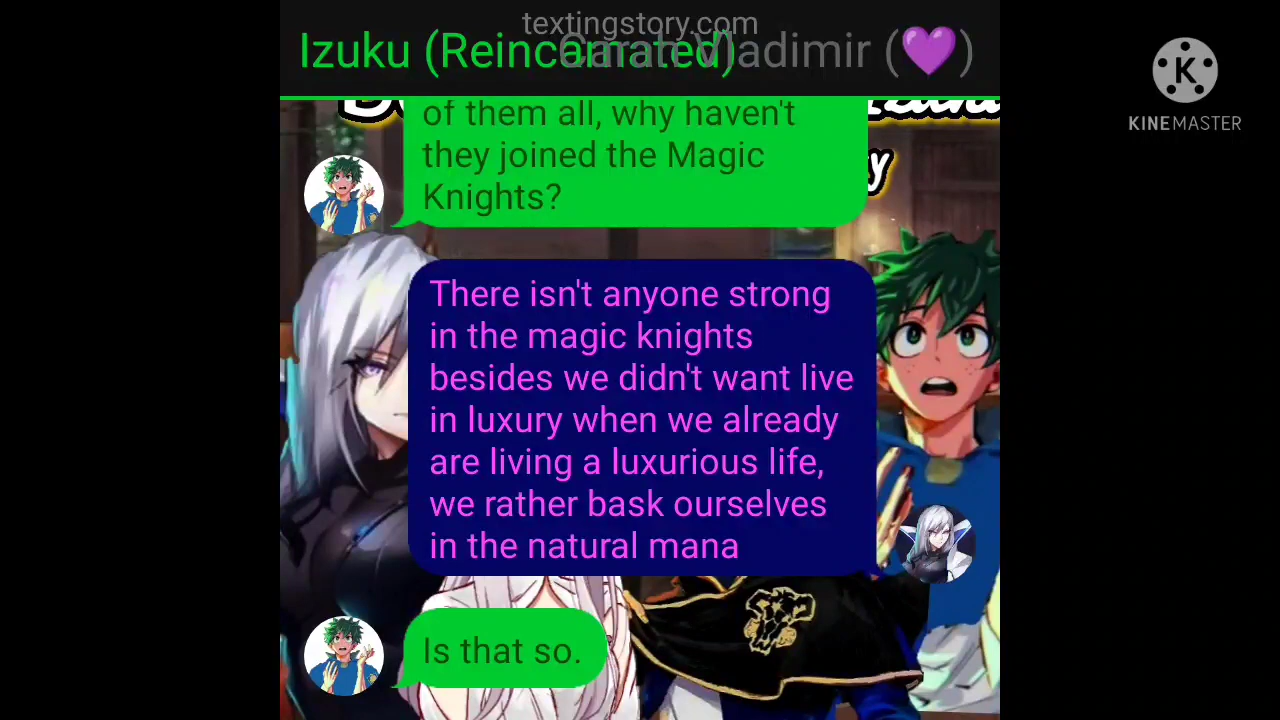 textingstory.com
Izuku (Reincarnated)
Vladimir (💜)
K
KINEMASTER
of them all, why haven't
they joined the Magic
Knights?
There isn't anyone strong
in the magic knights
besides we didn't want live
in luxury when we already
are living a luxurious life,
we rather bask ourselves
in the natural mana
Is that so.